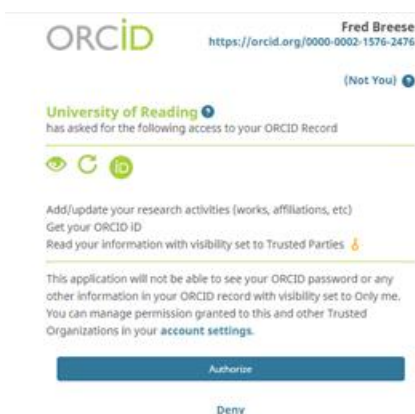 ORCiD
Fred Breese
https://orcid.org/0000-0002-1576-2476
(Not You) ?
University of Reading ?
has asked for the following access to your ORCID Record
iD
Add/update your research activities (works, affiliations, etc)
Get your ORCID iD
Read your information with visibility set to Trusted Parties
This application will not be able to see your ORCID password or any
other information in your ORCID record with visibility set to Only me.
You can manage permission granted to this and other Trusted
Organizations in your account settings.
Authorize
Deny